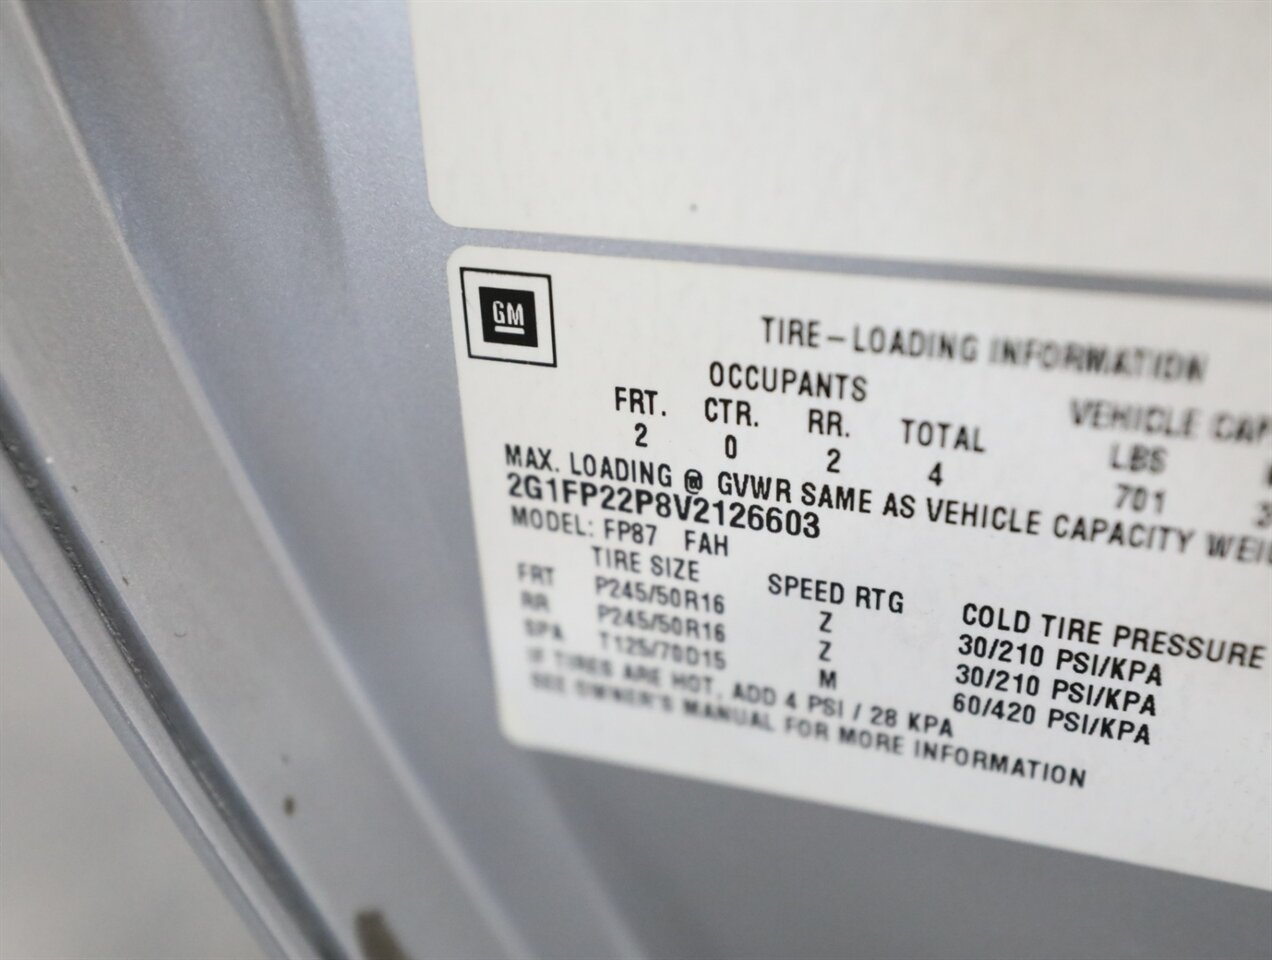 GM
TIRE-LOADING INFORMATION
OCCUPANTS VEHICLE CAP
FRT. CTR. RR. TOTAL LBS
2 0 2 4 701
MAX. LOADING @ GVWR SAME AS VEHICLE CAPACITY WEI
2G1FP22P8V2126603
MODEL: FP87 FAH
TIRE SIZE SPEED RTG COLD TIRE PRESSURE
FRT P245/50R16 Z 30/210 PSI/KPA
RR P245/50R16 Z 30/210 PSI/KPA
SPA T125/70D15 M 60/420 PSI/KPA
IF TIRES ARE HOT, ADD 4 PSI / 28 KPA
SEE OWNER'S MANUAL FOR MORE INFORMATION